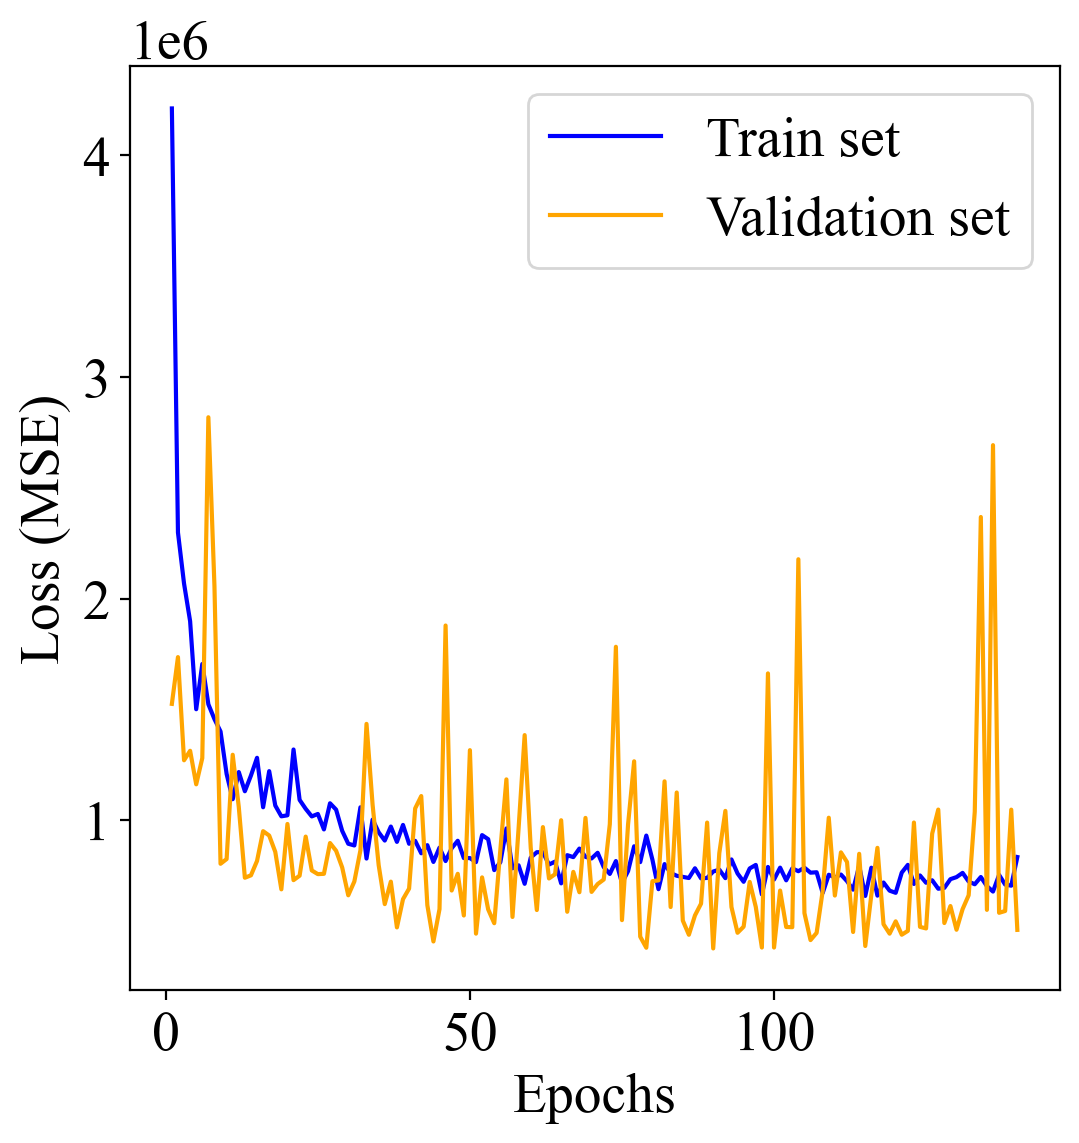 1e6
Train set
Validation set
4
3
2
1
Loss (MSE)
0 50 100
Epochs